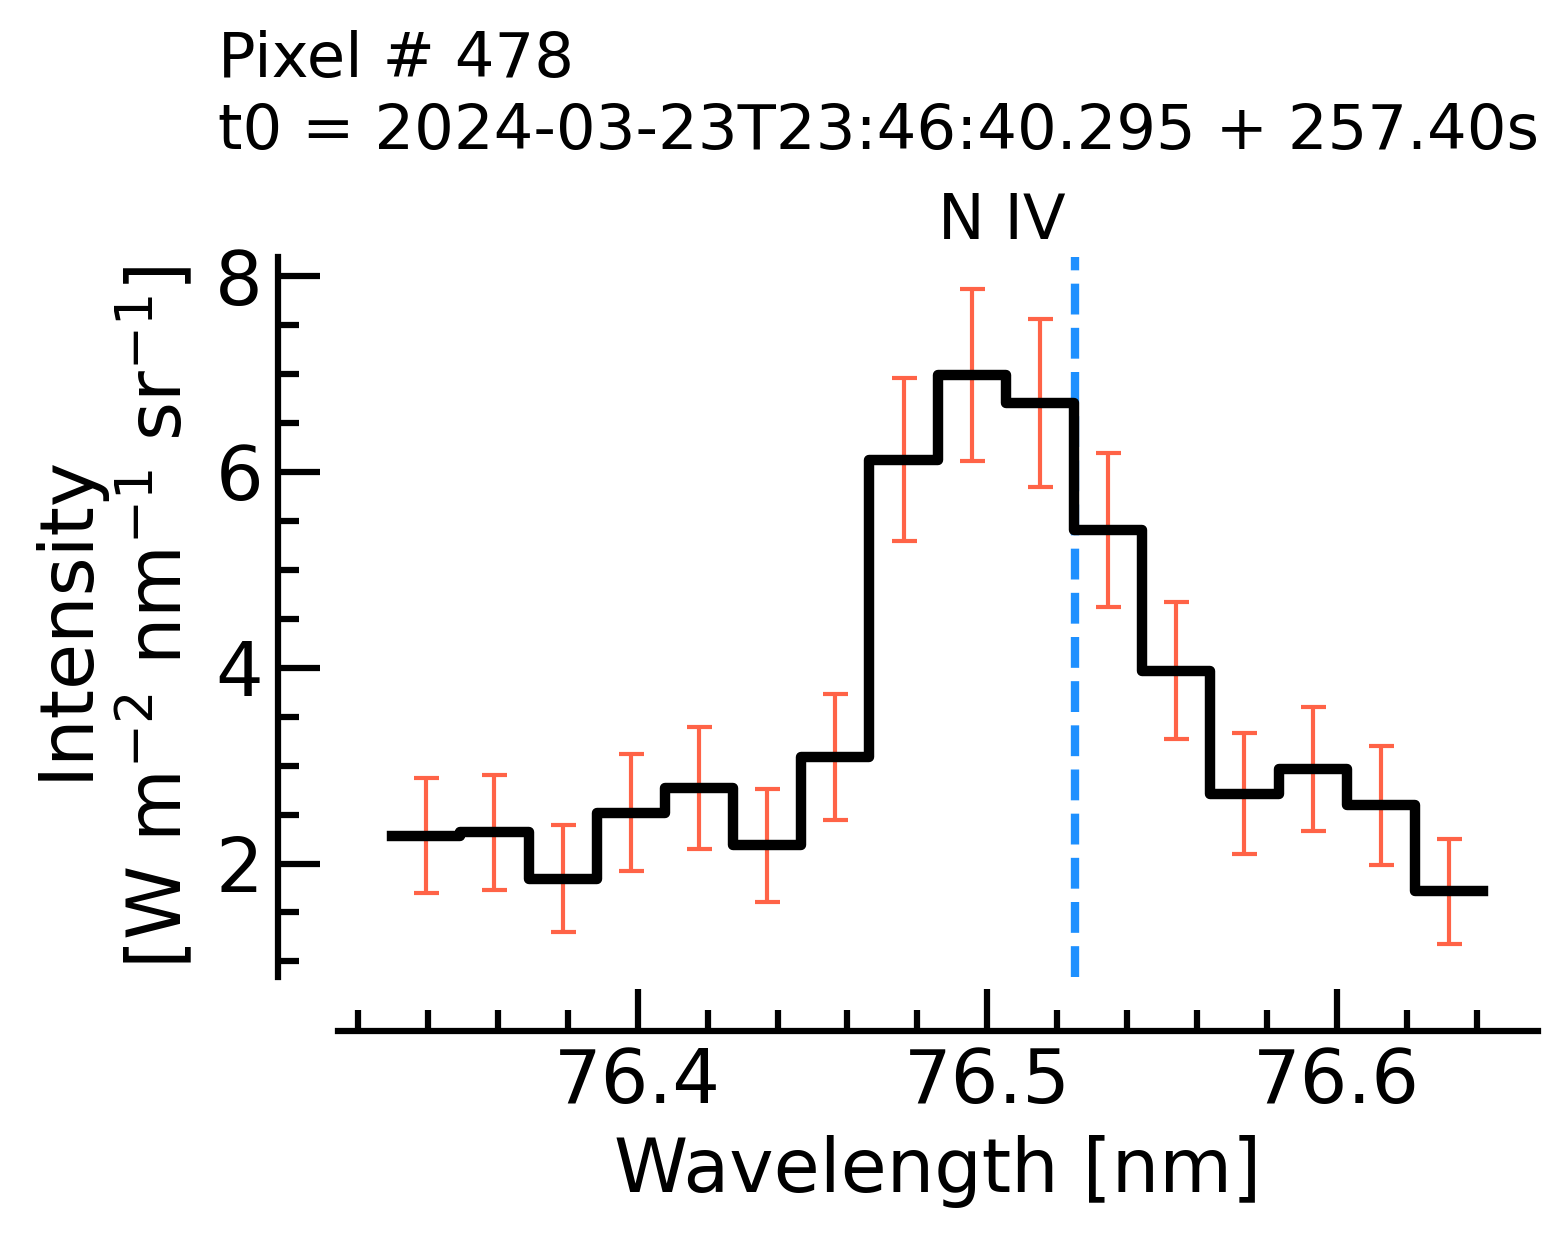 Pixel # 478
t0 = 2024-03-23T23:46:40.295 + 257.40s
N IV
Intensity
[W m⁻² nm⁻¹ sr⁻¹]
8
6
4
2
76.4 76.5 76.6
Wavelength [nm]